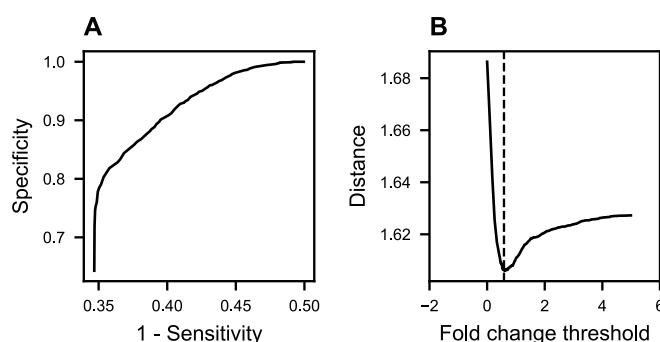 A
Specificity
1.0
0.9
0.8
0.7
0.35
0.40
0.45
0.50
1 - Sensitivity
B
Distance
1.68
1.66
1.64
1.62
−2
0
2
4
6
Fold change threshold